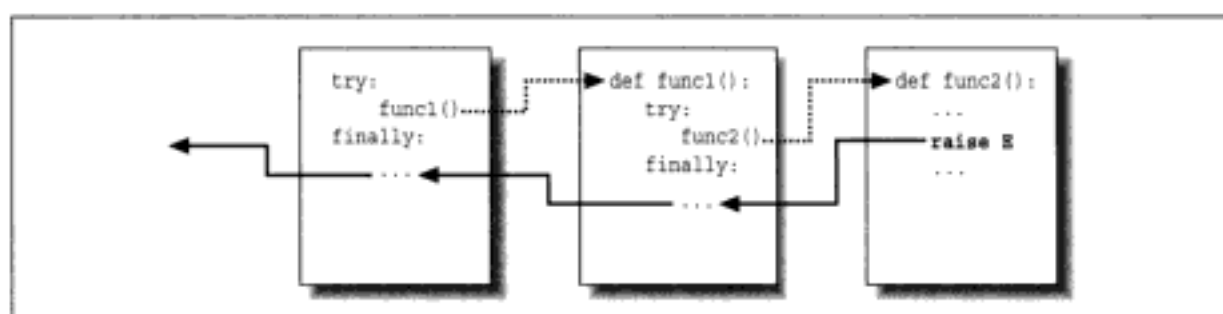 try:
func1()
finally:
...
def func1():
try:
func2()
finally:
...
def func2():
...
raise E
...